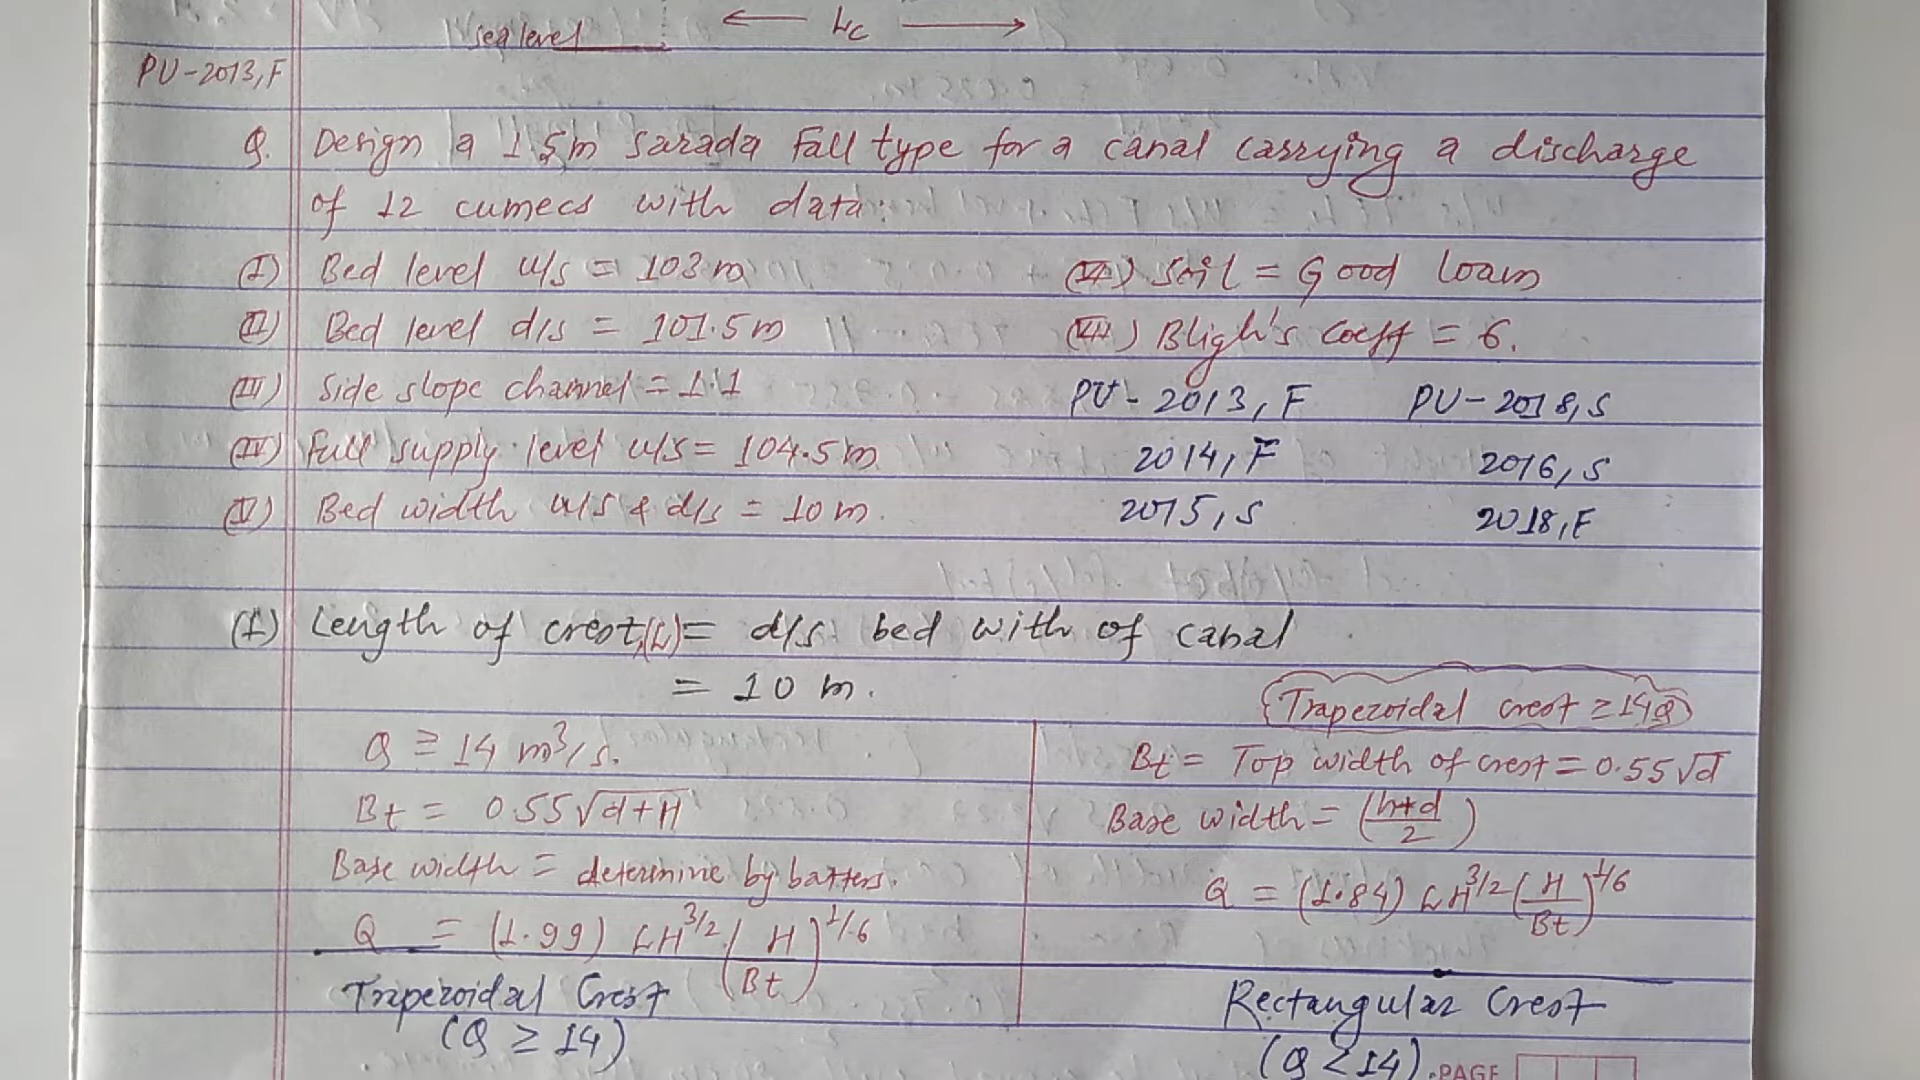 sea level ← Lc →
PU-2013,F
Q. Design a 1.5m sarada Fall type for a canal carrying a discharge
of 12 cumecs with data:
(I) Bed level u/s = 103 m
(II) Bed level d/s = 101.5m
(III) Side slope channel = 1:1
(IV) Full supply level u/s = 104.5m
(V) Bed width u/s & d/s = 10m.
(VI) Soil = Good loam
(VII) Bligh's coeff = 6.
PU-2013,F PU-2018,S
2014,F 2016,S
2015,S 2018,F
(I) Length of crest,(L) = d/s bed with of canal
= 10 m.
Q ≥ 14 m³/s.
Bt = 0.55√d+H
Base width = determine by batters.
Q = (1.99) LH^3/2 (H/Bt)^1/6
Trapezoidal Crest
(Q ≥ 14)
Trapezoidal crest ≥ 14Q
Bt = Top width of crest = 0.55√d
Base width = (h+d/2)
Q = (1.84) LH^3/2 (H/Bt)^1/6
Rectangular Crest
(Q < 14).
PAGE